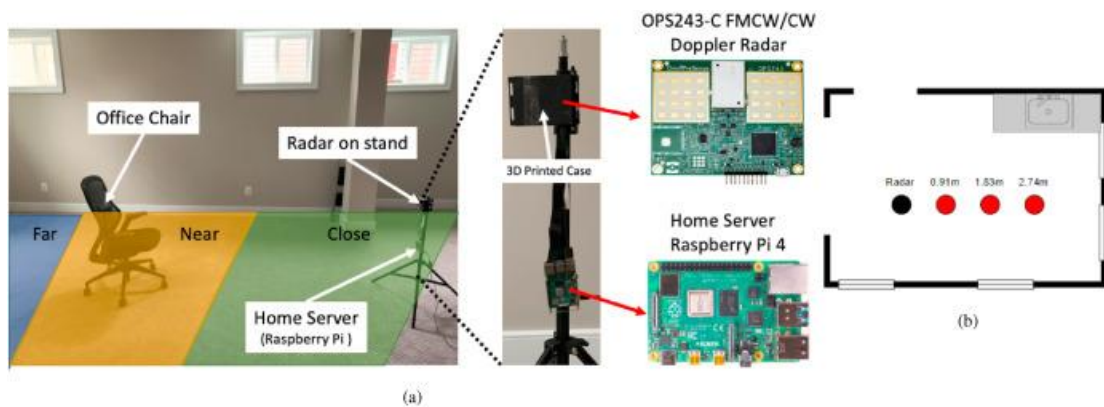 OPS243-C FMCW/CW
Doppler Radar
Office Chair
Radar on stand
3D Printed Case
Far
Near
Close
Home Server
(Raspberry Pi )
Home Server
Raspberry Pi 4
Radar
0.91m
1.83m
2.74m
(a)
(b)